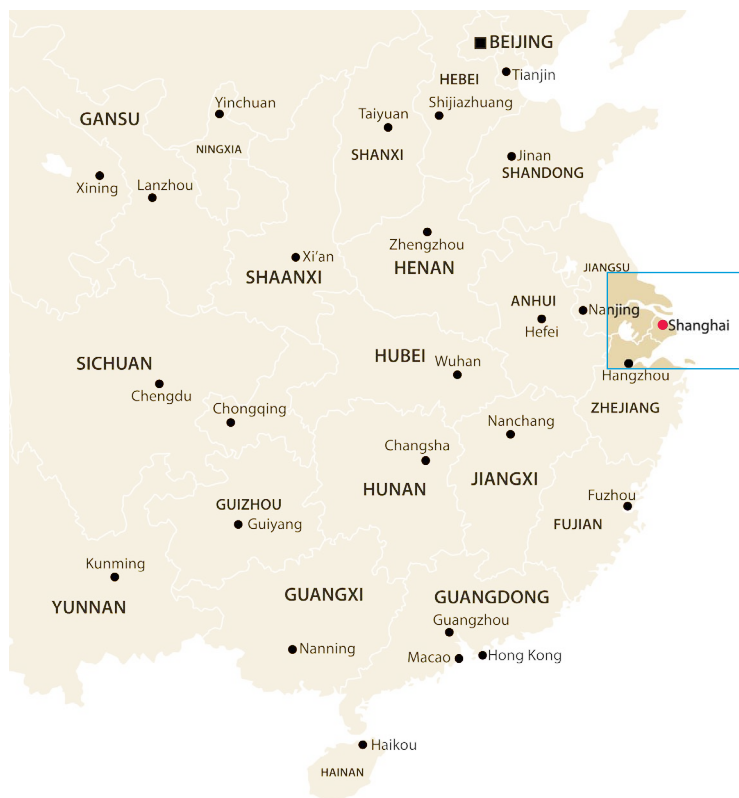 BEIJING
Tianjin
HEBEI
Yinchuan
Shijiazhuang
Taiyuan
GANSU
NINGXIA
SHANXI
Jinan
SHANDONG
Xining
Lanzhou
Zhengzhou
Xi’an
HENAN
JIANGSU
SHAANXI
ANHUI
Nanjing
Shanghai
Hefei
HUBEI
Wuhan
SICHUAN
Hangzhou
Chengdu
Chongqing
ZHEJIANG
Nanchang
Changsha
JIANGXI
HUNAN
Fuzhou
GUIZHOU
Guiyang
FUJIAN
Kunming
GUANGXI
GUANGDONG
YUNNAN
Guangzhou
Nanning
Macao
Hong Kong
Haikou
HAINAN